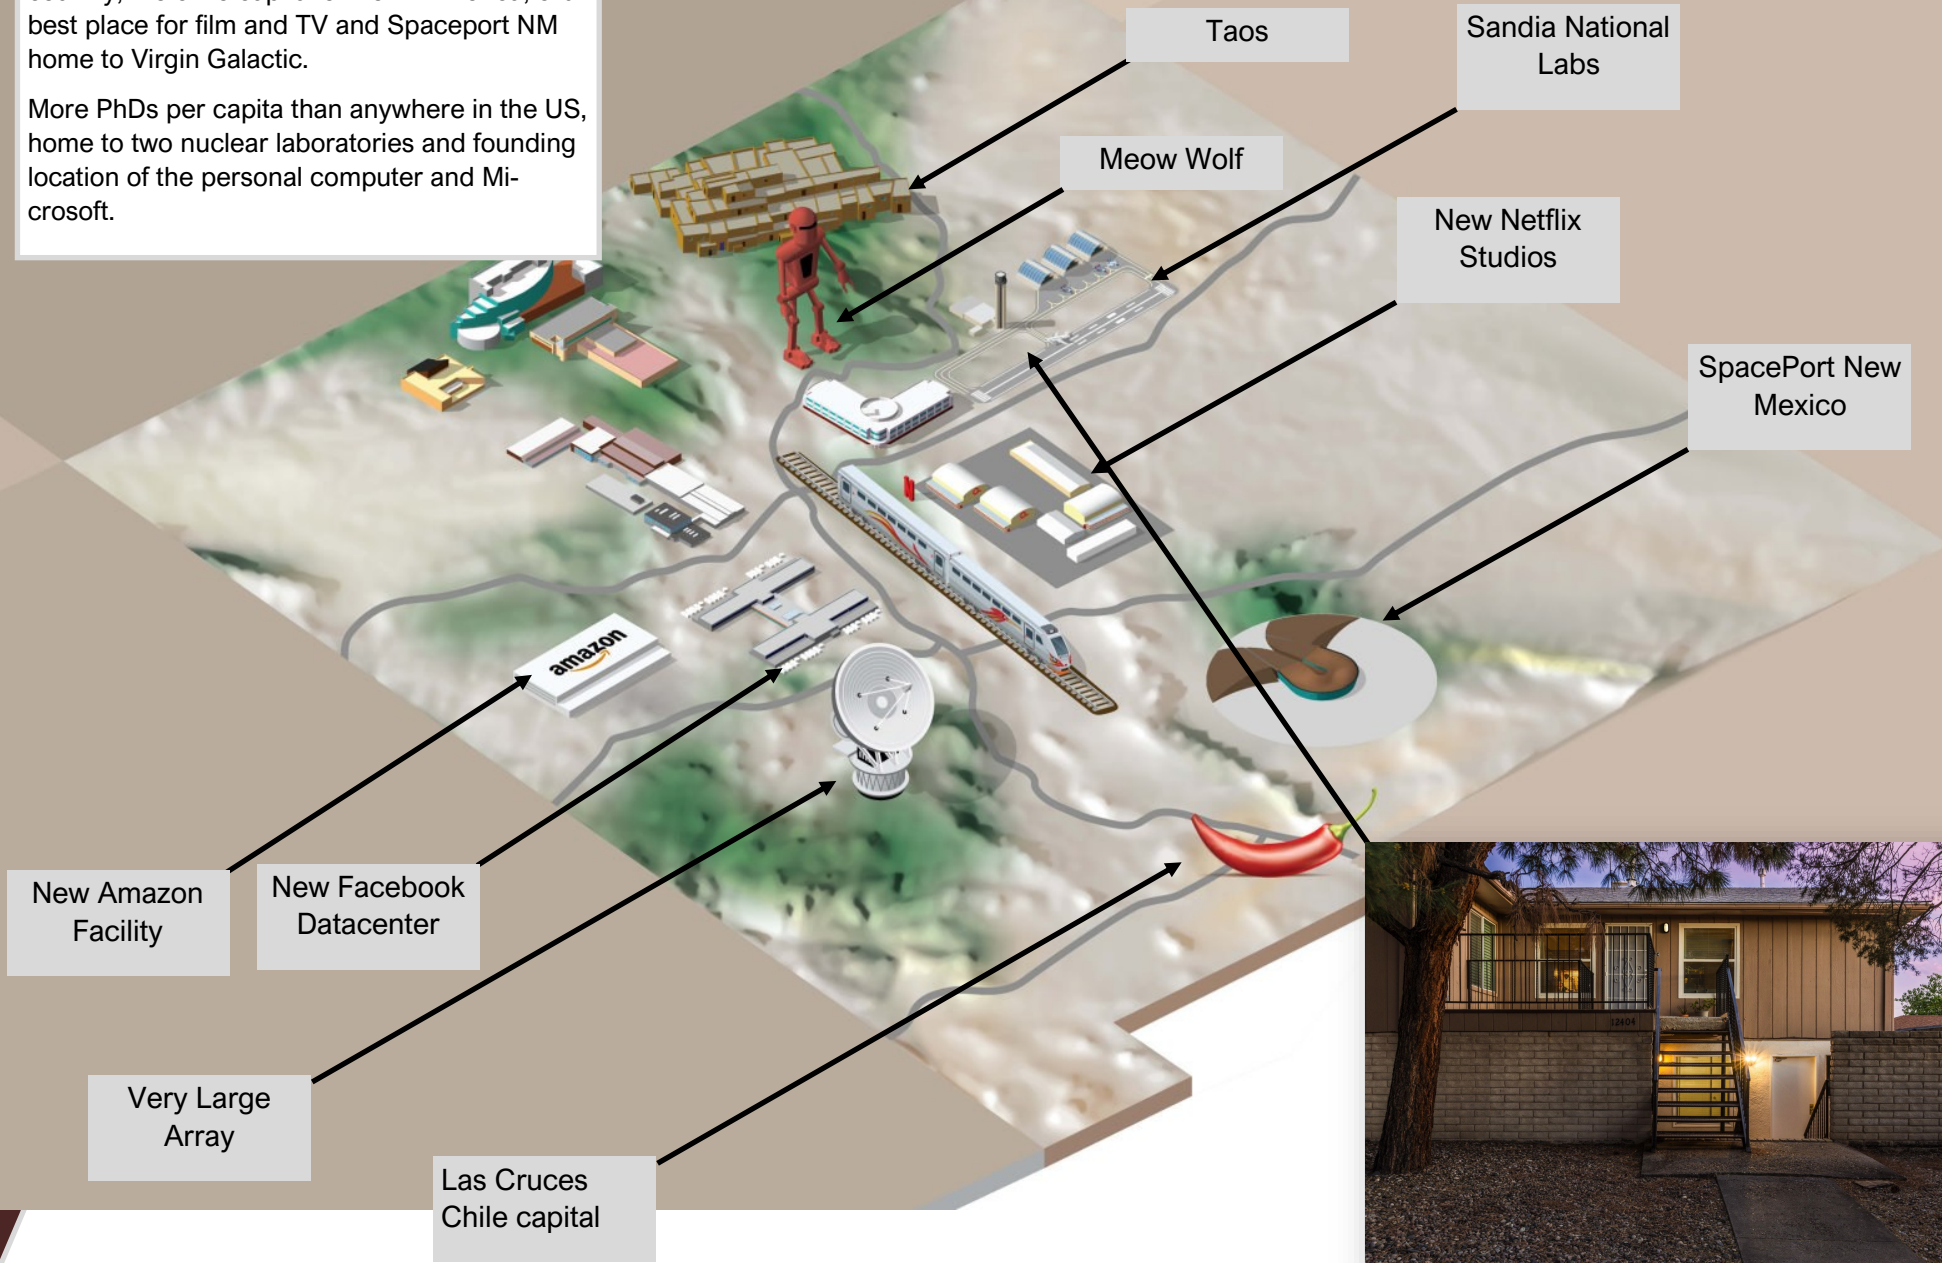 best place for film and TV and Spaceport NM
home to Virgin Galactic.
More PhDs per capita than anywhere in the US,
home to two nuclear laboratories and founding
location of the personal computer and Mi-
crosoft.
Taos
Sandia National
Labs
Meow Wolf
New Netflix
Studios
SpacePort New
Mexico
amazon
New Amazon
Facility
New Facebook
Datacenter
Very Large
Array
Las Cruces
Chile capital
12404